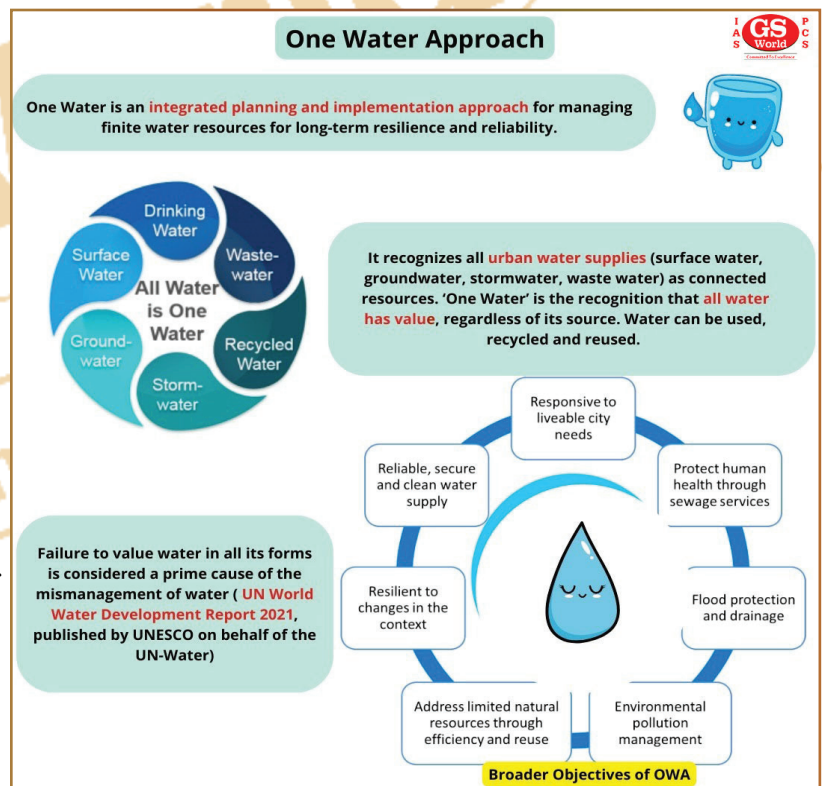 One Water Approach
I A S
GS
World
P C S
Committed To Excellence
One Water is an integrated planning and implementation approach for managing
finite water resources for long-term resilience and reliability.
Drinking
Water
Waste-
water
Recycled
Water
Storm-
water
Ground-
water
Surface
Water
All Water
is One
Water
It recognizes all urban water supplies (surface water,
groundwater, stormwater, waste water) as connected
resources. ‘One Water’ is the recognition that all water
has value, regardless of its source. Water can be used,
recycled and reused.
Responsive to
liveable city
needs
Protect human
health through
sewage services
Flood protection
and drainage
Environmental
pollution
management
Address limited natural
resources through
efficiency and reuse
Resilient to
changes in the
context
Reliable, secure
and clean water
supply
Failure to value water in all its forms
is considered a prime cause of the
mismanagement of water ( UN World
Water Development Report 2021,
published by UNESCO on behalf of the
UN-Water)
Broader Objectives of OWA